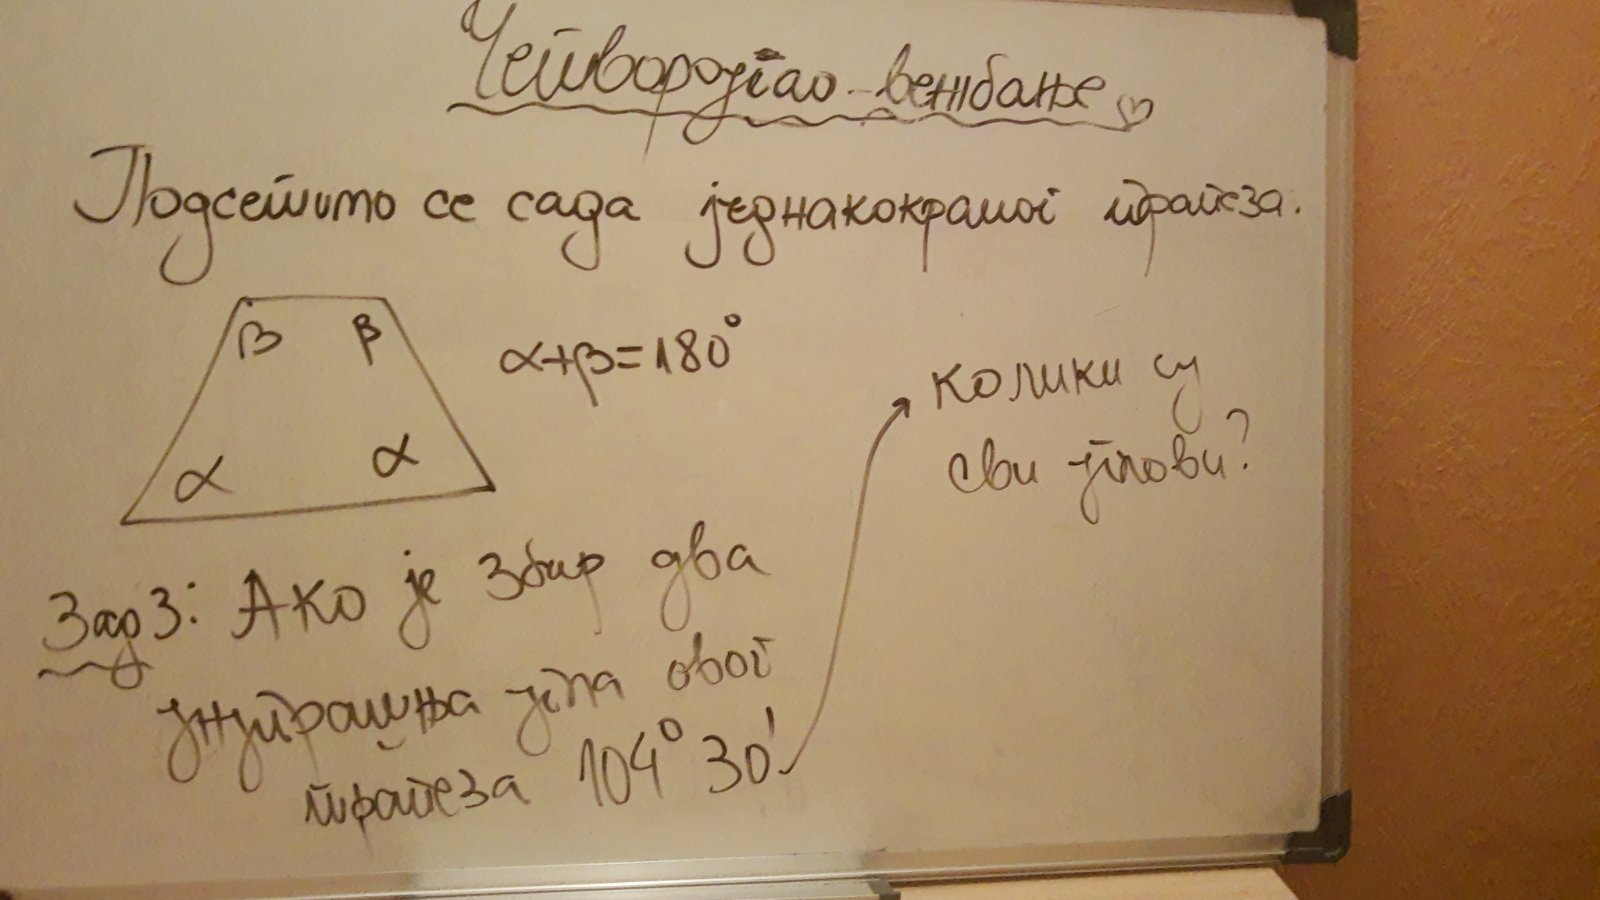 Четвороугао - вежбање
Подсетимо се сада једнакокраког трапеза.
β β
α+β=180°
α α
Зад 3: Ако је збир два
унутрашња угла овог
трапеза 104° 30'
колики су
сви углови?